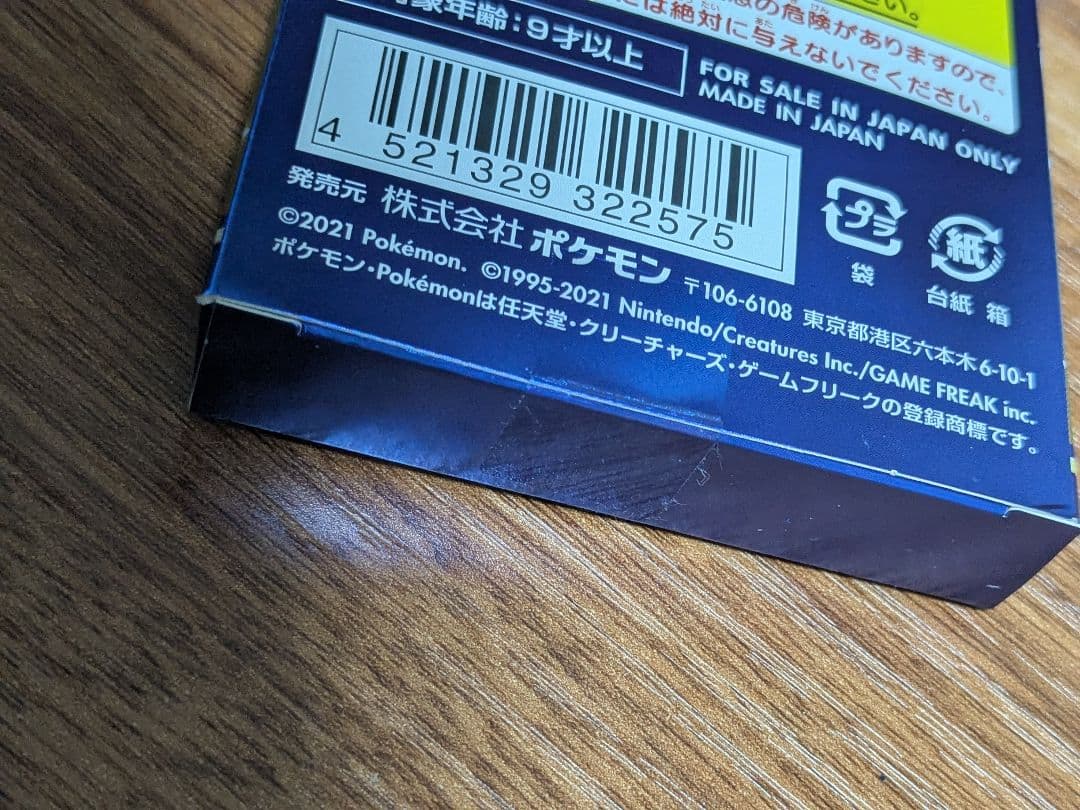 ださい。
の危険がありますので、
は絶対に与えないでください。
対象年齢:9才以上
FOR SALE IN JAPAN ONLY
MADE IN JAPAN
4 521329 322575
プラ
袋
紙
台紙 箱
発売元 株式会社 ポケモン 〒106-6108 東京都港区六本木6-10-1
©2021 Pokémon. ©1995-2021 Nintendo/Creatures Inc./GAME FREAK inc.
ポケモン・Pokémonは任天堂・クリーチャーズ・ゲームフリークの登録商標です。